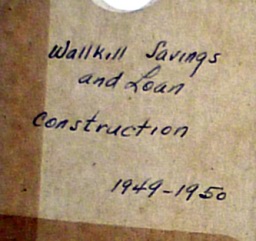 Wallkill Savings
and Loan
Construction
1949-1950